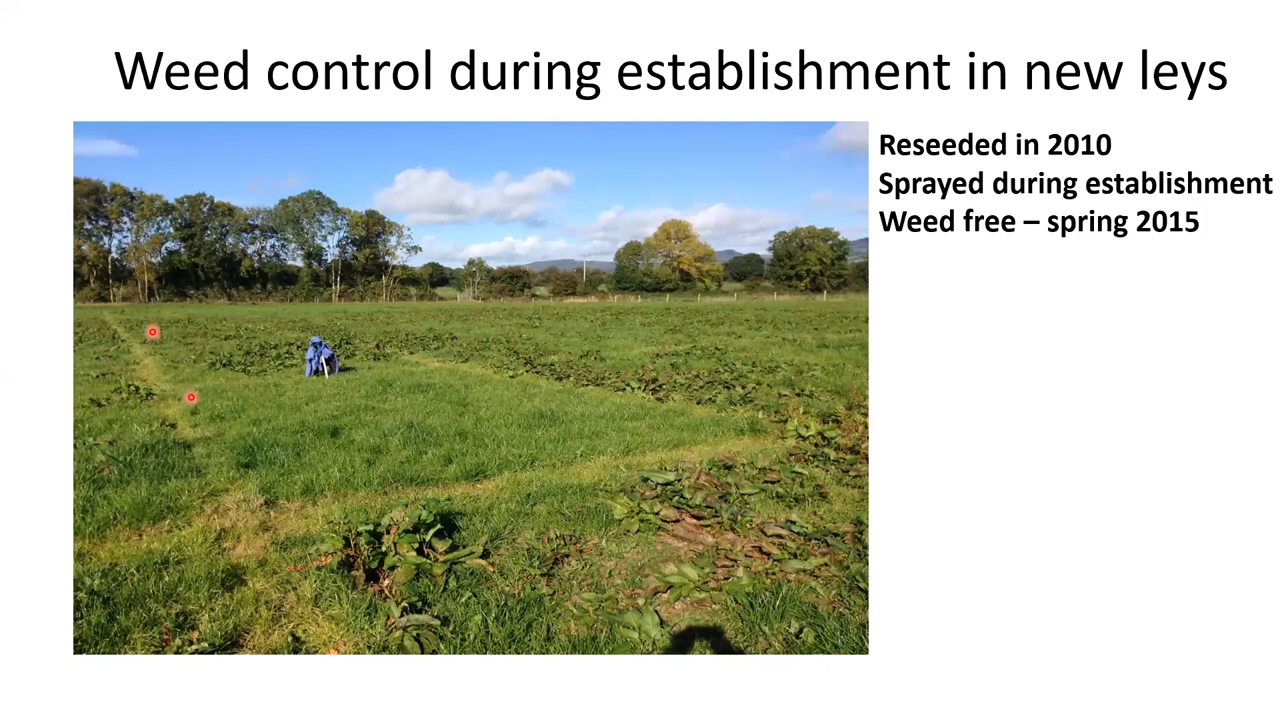 Weed control during establishment in new leys
Reseeded in 2010
Sprayed during establishment
Weed free – spring 2015